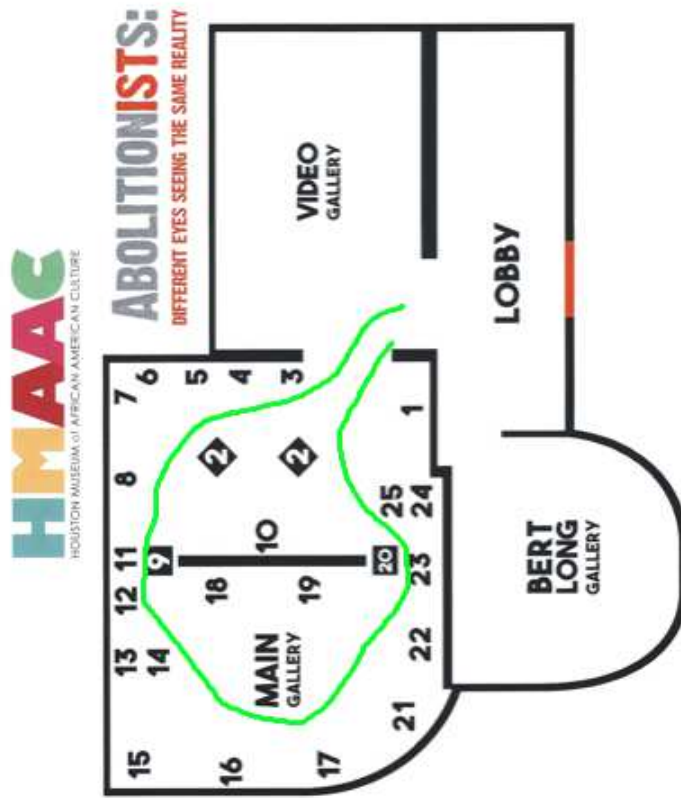 HMAAC
HOUSTON MUSEUM of AFRICAN AMERICAN CULTURE
ABOLITIONISTS:
DIFFERENT EYES SEEING THE SAME REALITY
VIDEO
GALLERY
LOBBY
BERT
LONG
GALLERY
MAIN
GALLERY
1
2
2
3
4
5
6
7
8
9
10
11
12
13
14
15
16
17
18
19
20
21
22
23
24
25